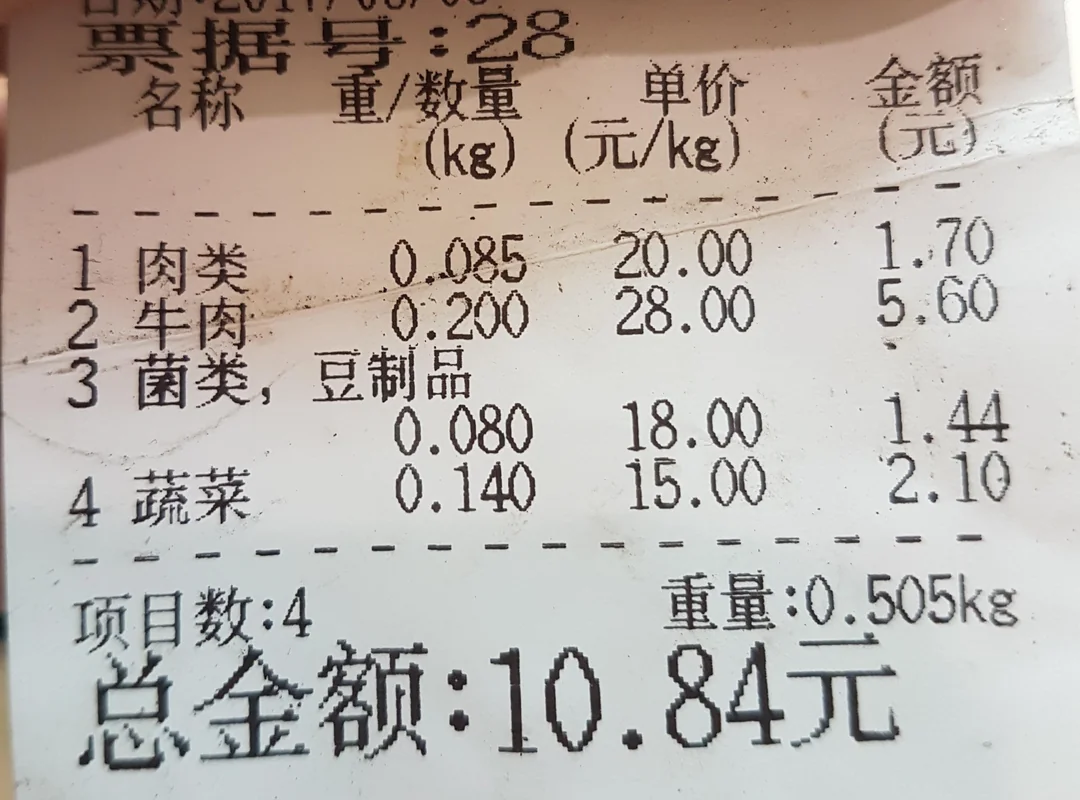 票据号:28
名称 重/数量 单价 金额
(kg) (元/kg) (元)
1 肉类 0.085 20.00 1.70
2 牛肉 0.200 28.00 5.60
3 菌类，豆制品
0.080 18.00 1.44
4 蔬菜 0.140 15.00 2.10
项目数:4 重量:0.505kg
总金额:10.84元